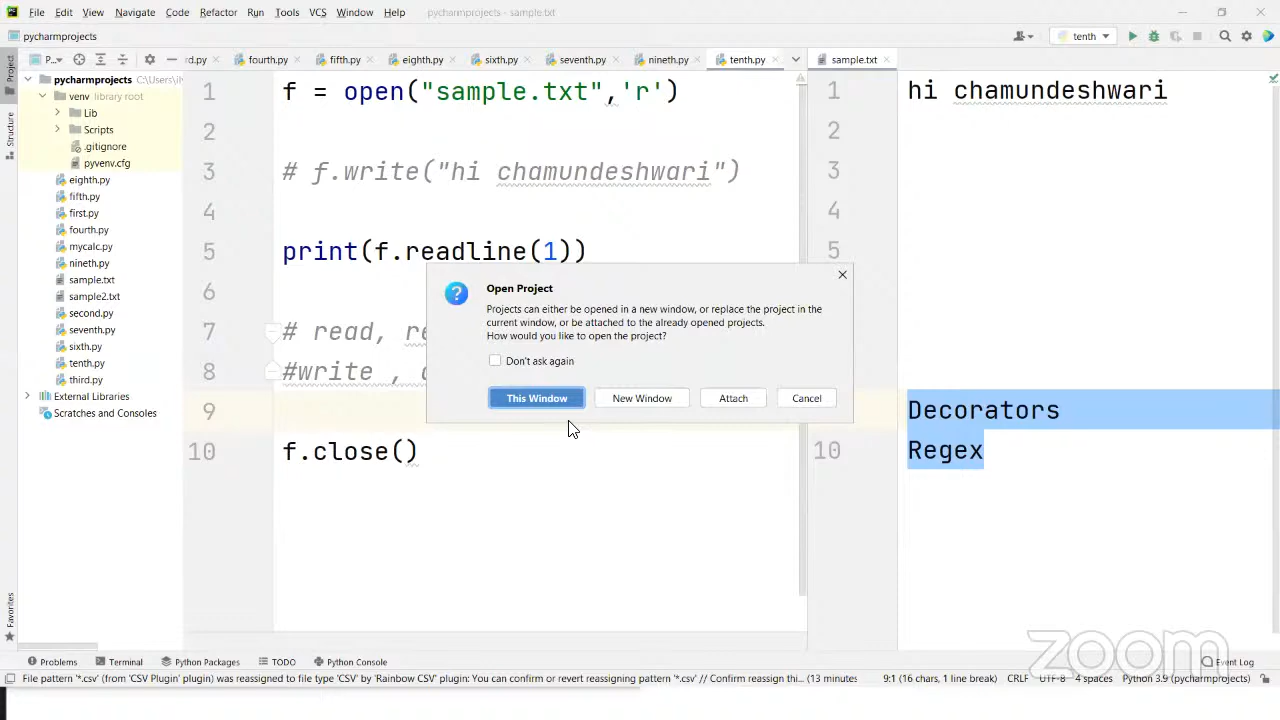 File Edit View Navigate Code Refactor Run Tools VCS Window Help pycharmprojects - sample.txt
pycharmprojects
tenth
P... rd.py fourth.py fifth.py eighth.py sixth.py seventh.py nineth.py tenth.py sample.txt
Project
Structure
Favorites
pycharmprojects
venv library root
Lib
Scripts
.gitignore
pyvenv.cfg
eighth.py
fifth.py
first.py
fourth.py
mycalc.py
nineth.py
sample.txt
sample2.txt
second.py
seventh.py
sixth.py
tenth.py
third.py
External Libraries
Scratches and Consoles
1 f = open("sample.txt",'r')
2
3 # f.write("hi chamundeshwari")
4
5 print(f.readline(1))
6
7 # read,
8 #write ,
9
10 f.close()
1 hi chamundeshwari
2
3
4
5
Decorators
10 Regex
Open Project
Projects can either be opened in a new window, or replace the project in the
current window, or be attached to the already opened projects.
How would you like to open the project?
Don't ask again
This Window New Window Attach Cancel
zoom
Problems Terminal Python Packages TODO Python Console Event Log
File pattern '*.csv' (from 'CSV Plugin' plugin) was reassigned to file type 'CSV' by 'Rainbow CSV' plugin: You can confirm or revert reassigning pattern '*.csv' // Confirm reassign thi... (13 minutes 9:1 (16 chars, 1 line break) CRLF UTF-8 4 spaces Python 3.9 (pycharmprojects)